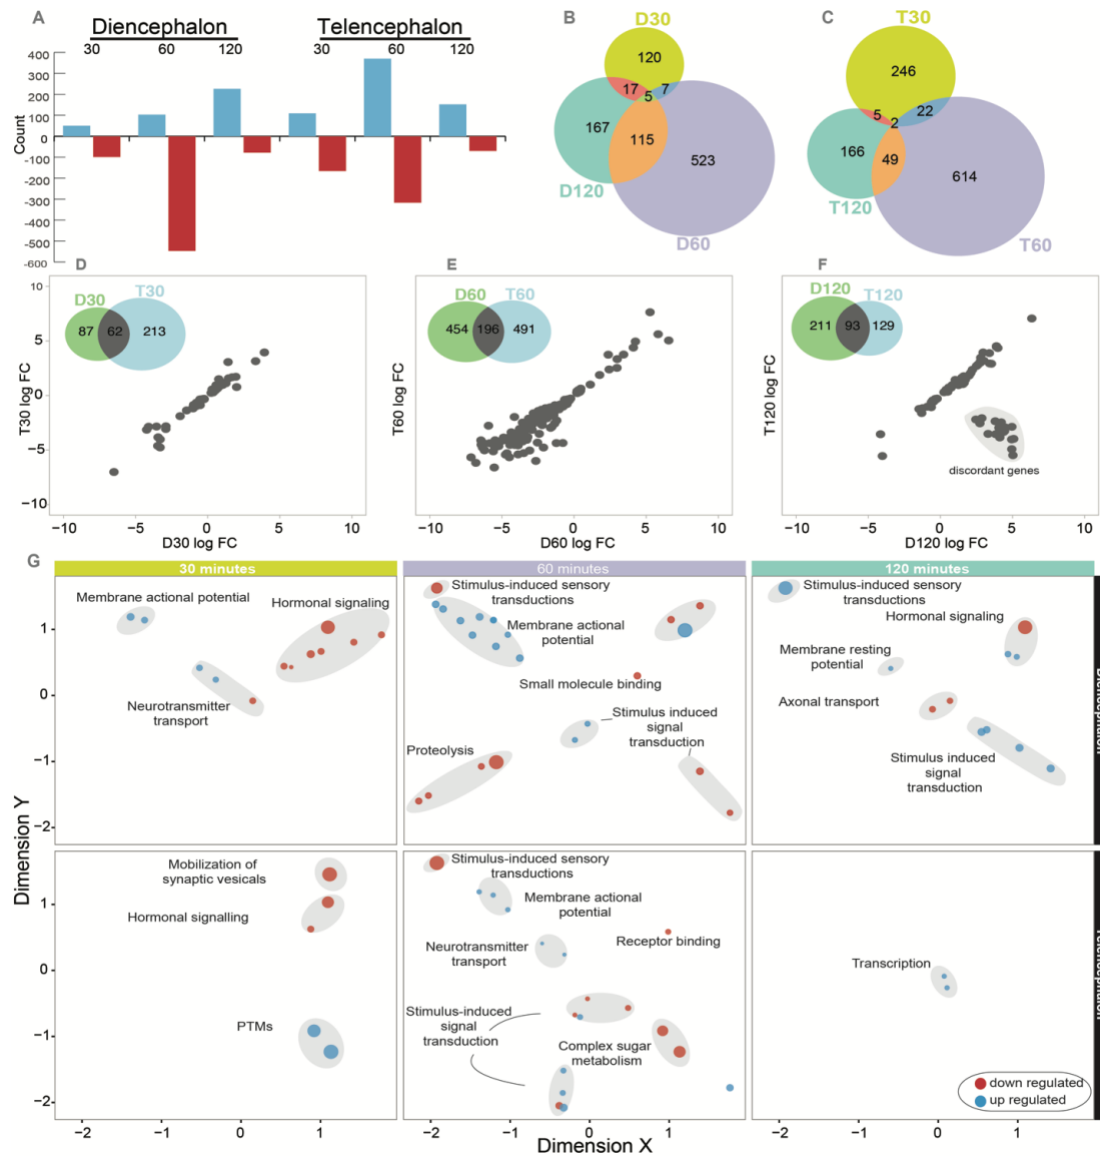 A
Diencephalon
Telencephalon
30 60 120 30 60 120
400
300
200
100
0
-100
-200
-300
-400
-500
-600
Count
B
D30
120
17 5 7
167
115
523
D120
D60
C
T30
246
5 2 22
166
49
614
T120
T60
D
D30
T30
87 62 213
10
5
0
−5
−10
T30 log FC
−10 −5 0 5 10
D30 log FC
E
D60 T60
454 196 491
T60 log FC
−10 −5 0 5 10
D60 log FC
F
D120
T120
211 93 129
T120 log FC
discordant genes
−10 −5 0 5 10
D120 log FC
G
30 minutes
60 minutes
120 minutes
Membrane actional potential
Hormonal signaling
Neurotransmitter
transport
Stimulus-induced sensory
transductions
Membrane actional
potential
Small molecule binding
Stimulus induced
signal
transduction
Proteolysis
Stimulus-induced sensory
transductions
Hormonal signaling
Membrane resting
potential
Axonal transport
Stimulus induced
signal
transduction
1
0
−1
−2
Dimension Y
Mobilization of
synaptic vesicals
Hormonal signalling
PTMs
Stimulus-induced sensory
transductions
Membrane actional
potential
Neurotransmitter
transport
Receptor binding
Stimulus-induced
signal
transduction
Complex sugar
metabolism
Transcription
down regulated
up regulated
1
0
−1
−2
−2 −1 0 1
−2 −1 0 1
−2 −1 0 1
Dimension X